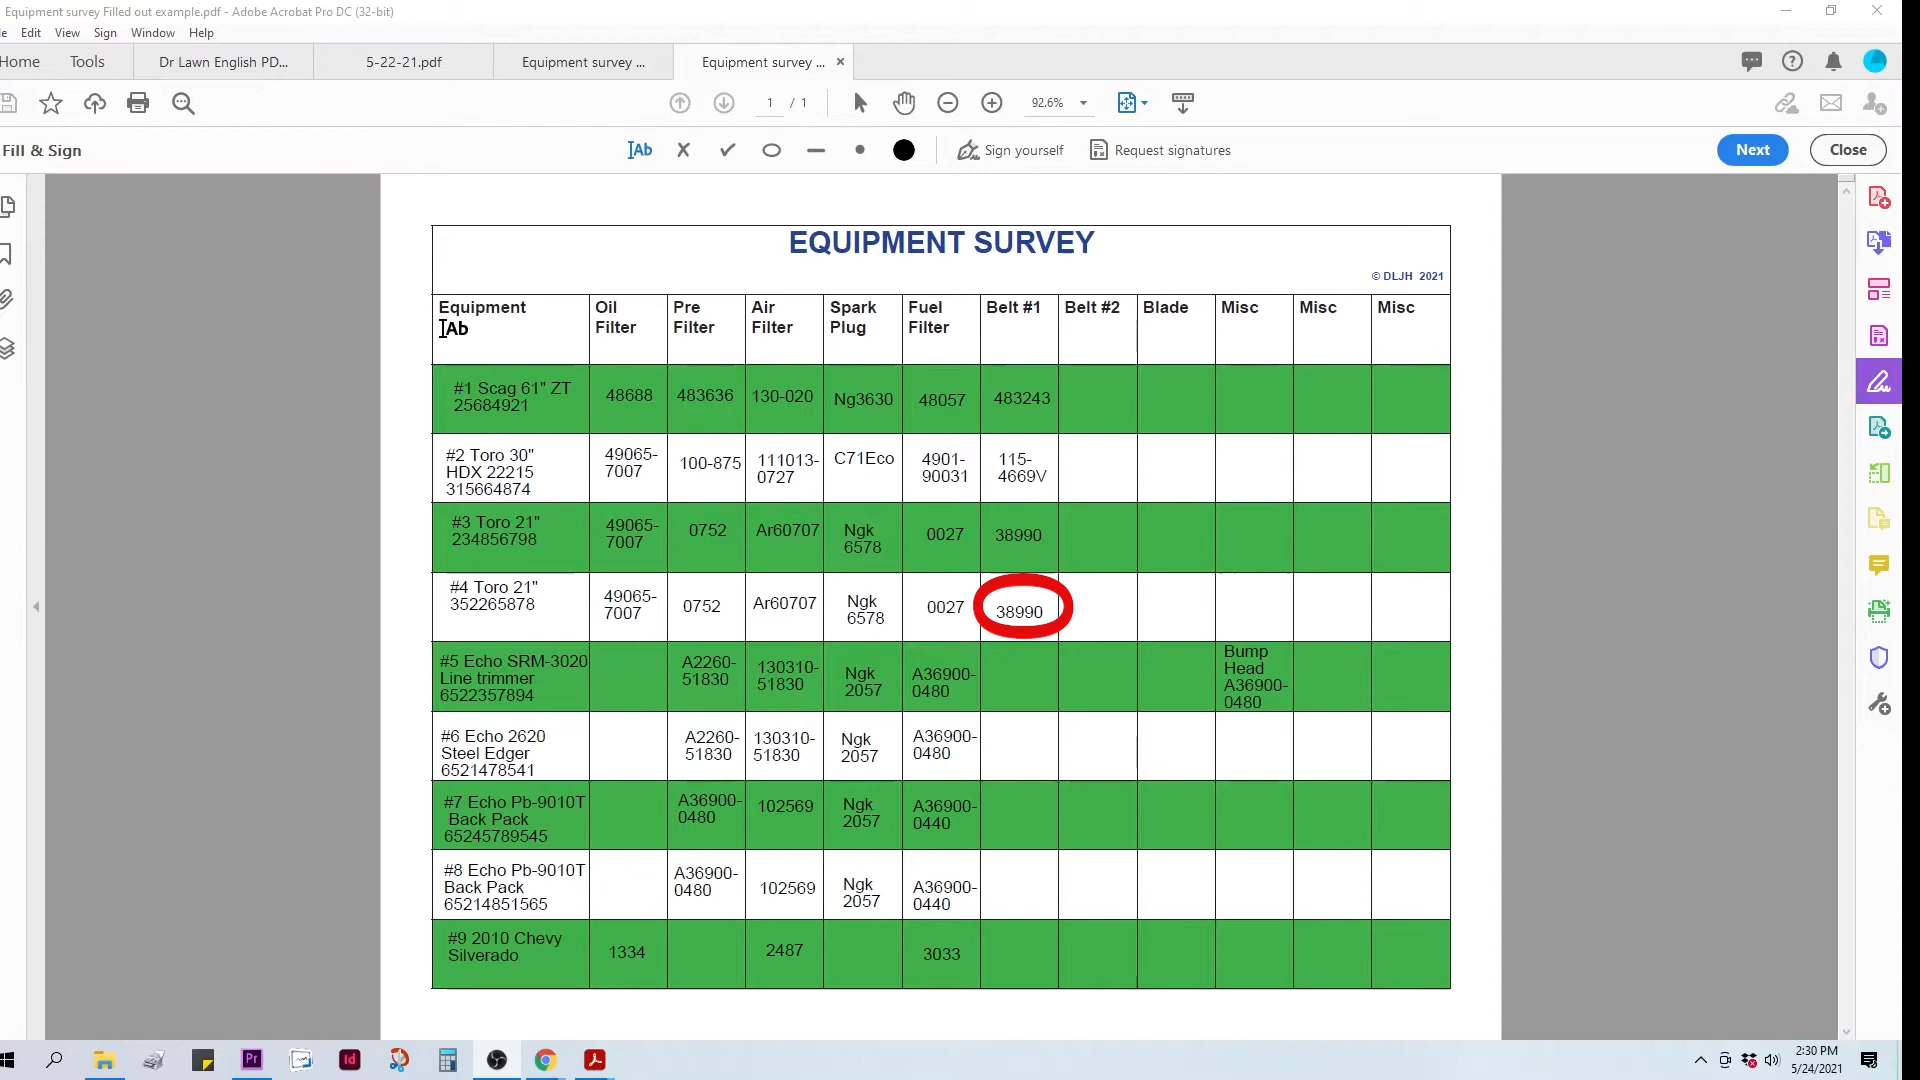 Equipment survey Filled out example.pdf - Adobe Acrobat Pro DC (32-bit)
Edit View Sign Window Help
Home Tools Dr Lawn English PD... 5-22-21.pdf Equipment survey ... Equipment survey ... ×
1 / 1 92.6%
Fill & Sign Ab Sign yourself Request signatures Next Close
EQUIPMENT SURVEY
© DLJH 2021
Equipment Oil Filter Pre Filter Air Filter Spark Plug Fuel Filter Belt #1 Belt #2 Blade Misc Misc Misc
Ab
#1 Scag 61" ZT 25684921 48688 483636 130-020 Ng3630 48057 483243
#2 Toro 30" HDX 22215 315664874 49065-7007 100-875 111013-0727 C71Eco 4901-90031 115-4669V
#3 Toro 21" 234856798 49065-7007 0752 Ar60707 Ngk 6578 0027 38990
#4 Toro 21" 352265878 49065-7007 0752 Ar60707 Ngk 6578 0027 38990
#5 Echo SRM-3020 Line trimmer 6522357894 A2260-51830 130310-51830 Ngk 2057 A36900-0480 Bump Head A36900-0480
#6 Echo 2620 Steel Edger 6521478541 A2260-51830 130310-51830 Ngk 2057 A36900-0480
#7 Echo Pb-9010T Back Pack 65245789545 A36900-0480 102569 Ngk 2057 A36900-0440
#8 Echo Pb-9010T Back Pack 65214851565 A36900-0480 102569 Ngk 2057 A36900-0440
#9 2010 Chevy Silverado 1334 2487 3033
Pr Id
2:30 PM
5/24/2021